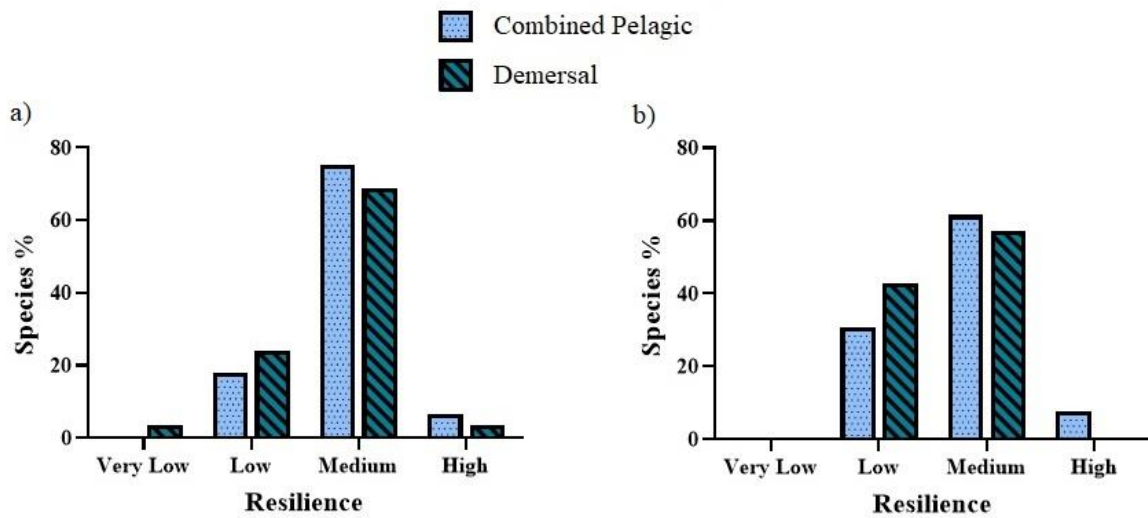 Combined Pelagic
Demersal
a)
80
60
40
20
0
Species %
Very Low Low Medium High
Resilience
b)
80
60
40
20
0
Species %
Very Low Low Medium High
Resilience